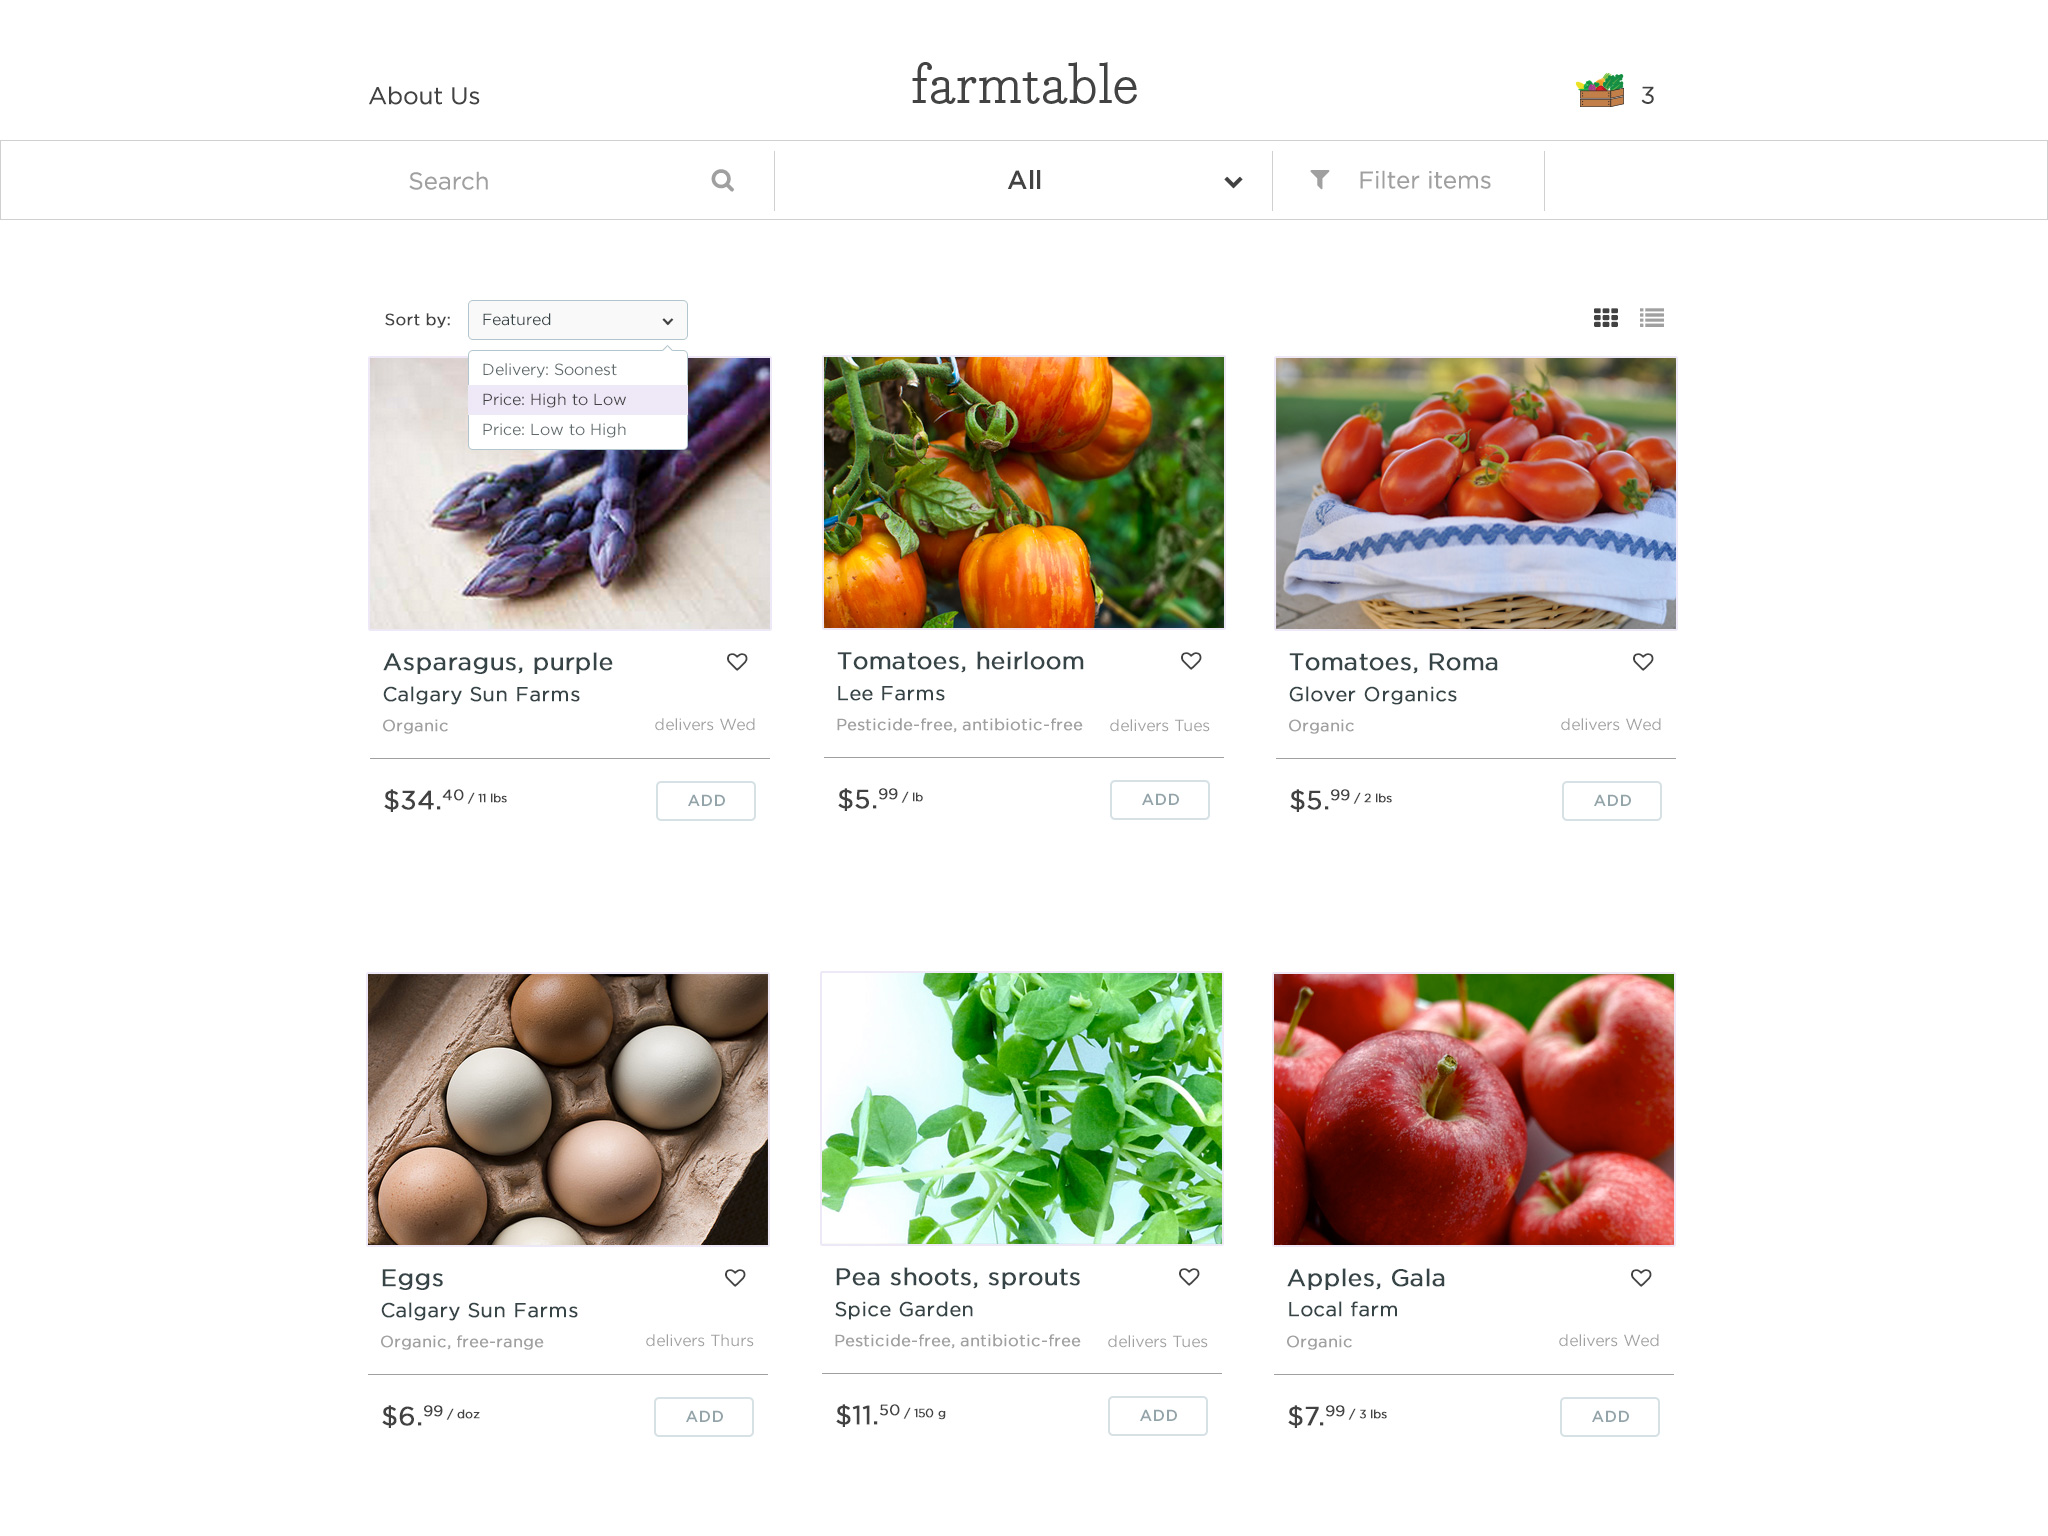 About Us
farmtable
3
Search
All
Filter items
Sort by:
Featured
Delivery: Soonest
Price: High to Low
Price: Low to High
Asparagus, purple
Calgary Sun Farms
Organic
delivers Wed
$34.40 / 11 lbs
ADD
Tomatoes, heirloom
Lee Farms
Pesticide-free, antibiotic-free
delivers Tues
$5.99 / lb
ADD
Tomatoes, Roma
Glover Organics
Organic
delivers Wed
$5.99 / 2 lbs
ADD
Eggs
Calgary Sun Farms
Organic, free-range
delivers Thurs
$6.99 / doz
ADD
Pea shoots, sprouts
Spice Garden
Pesticide-free, antibiotic-free
delivers Tues
$11.50 / 150 g
ADD
Apples, Gala
Local farm
Organic
delivers Wed
$7.99 / 3 lbs
ADD